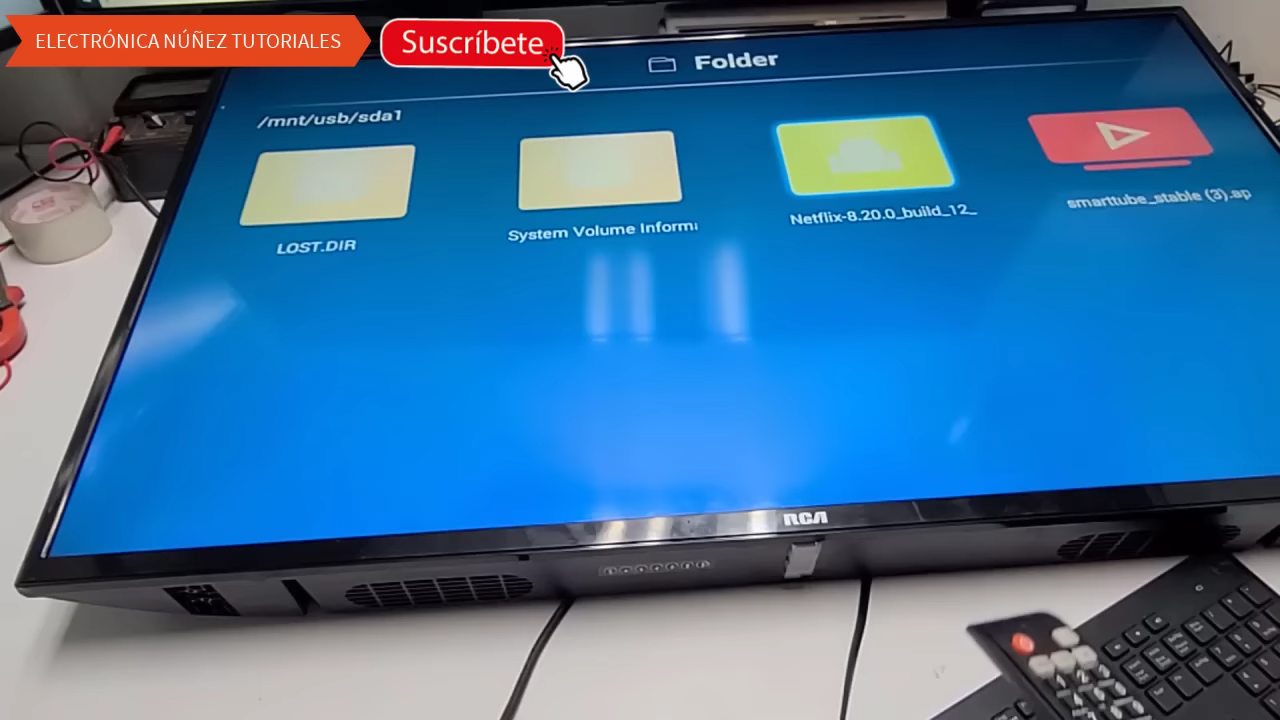 ELECTRÓNICA NÚÑEZ TUTORIALES
Suscríbete
Folder
/mnt/usb/sda1
LOST.DIR
System Volume Inform
Netflix-8.20.0_build_12_
smarttube_stable (3).ap
RCA